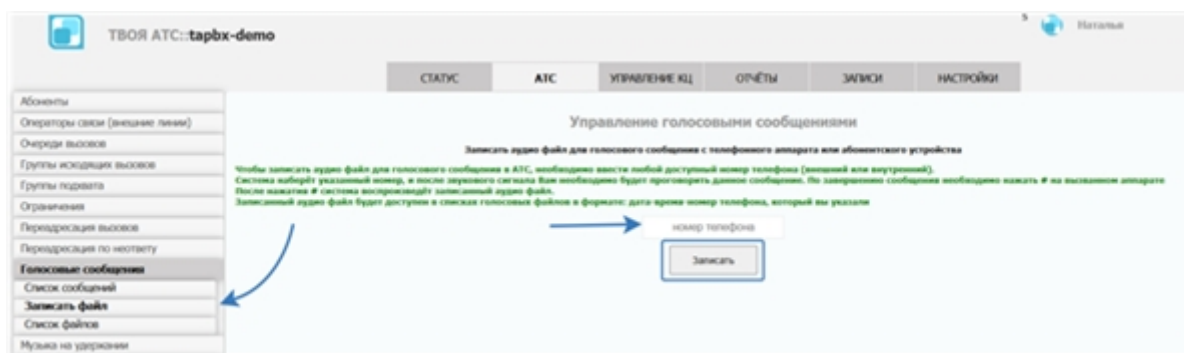 ТВОЯ АТС::tapbx-demo
5
Наталья
СТАТУС
АТС
УПРАВЛЕНИЕ КЦ
ОТЧЁТЫ
ЗАПИСИ
НАСТРОЙКИ
Абоненты
Операторы связи (внешние линии)
Очереди вызовов
Группы исходящих вызовов
Группы подхвата
Ограничения
Переадресация вызовов
Переадресация по неответу
Голосовые сообщения
Список сообщений
Записать файл
Список файлов
Музыка на удержании
Управление голосовыми сообщениями
Записать аудио файл для голосового сообщения с телефонного аппарата или абонентского устройства
Чтобы записать аудио файл для голосового сообщения в АТС, необходимо ввести любой доступный номер телефона (внешний или внутренний).
Система наберёт указанный номер, и после звукового сигнала Вам необходимо будет проговорить данное сообщение. По завершению сообщения необходимо нажать # на вызванном аппарате
После нажатия # система воспроизведёт записанный аудио файл.
Записанный аудио файл будет доступен в списках голосовых файлов в формате: дата-время-номер телефона, который вы указали
номер телефона
Записать